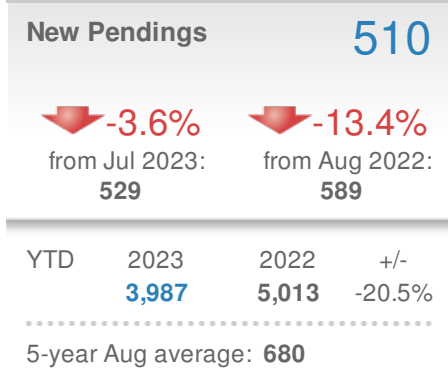 New Pendings 510
-3.6% -13.4%
from Jul 2023: from Aug 2022:
529 589
YTD 2023 2022 +/-
3,987 5,013 -20.5%
5-year Aug average: 680